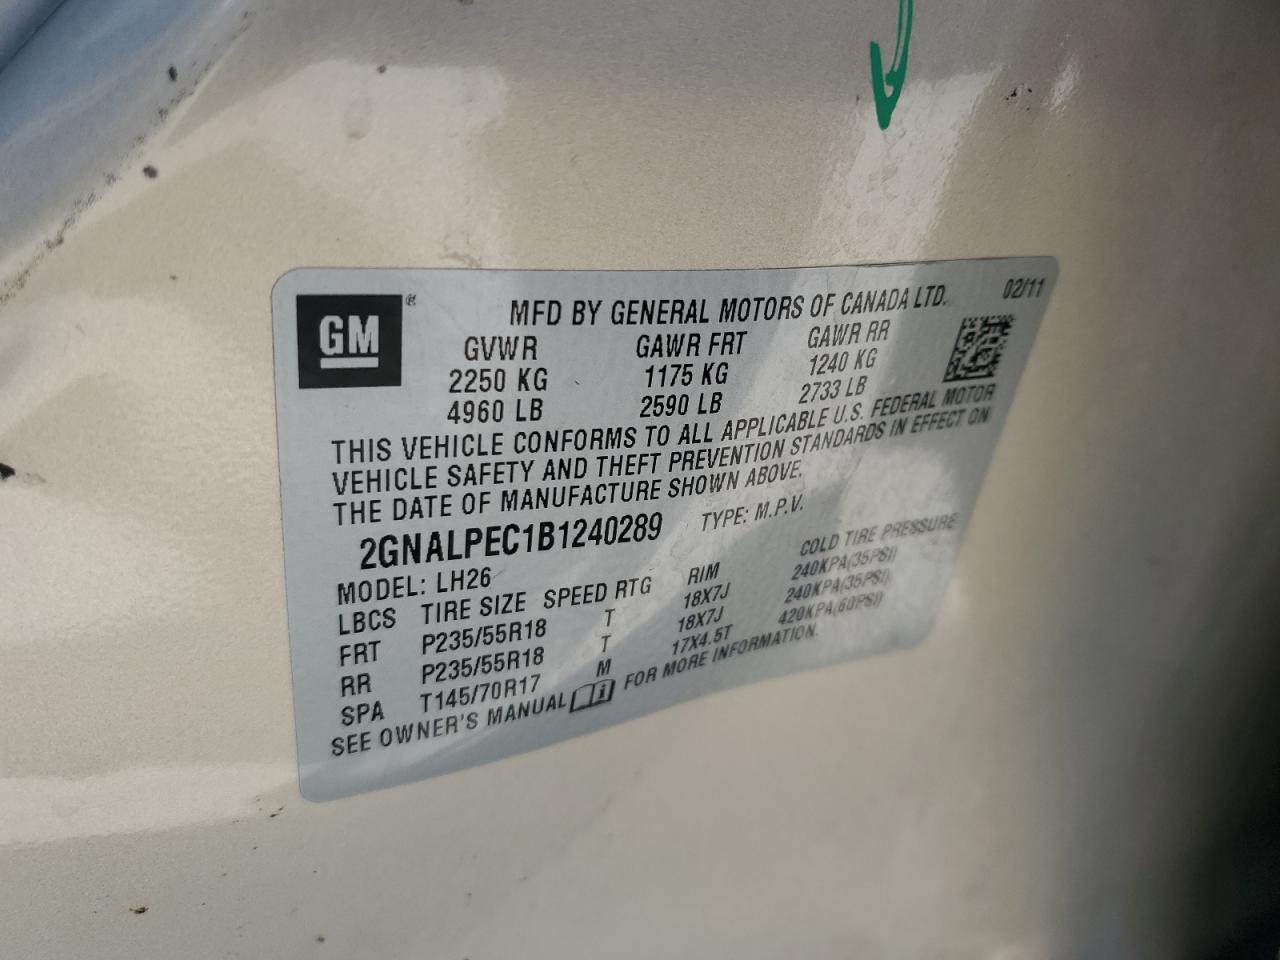 GM®
MFD BY GENERAL MOTORS OF CANADA LTD. 02/11
GVWR GAWR FRT GAWR RR
2250 KG 1175 KG 1240 KG
4960 LB 2590 LB 2733 LB
THIS VEHICLE CONFORMS TO ALL APPLICABLE U.S. FEDERAL MOTOR
VEHICLE SAFETY AND THEFT PREVENTION STANDARDS IN EFFECT ON
THE DATE OF MANUFACTURE SHOWN ABOVE.
2GNALPEC1B1240289 TYPE: M.P.V.
MODEL: LH26
LBCS TIRE SIZE SPEED RTG RIM COLD TIRE PRESSURE
FRT P235/55R18 T 18X7J 240KPA(35PSI)
RR P235/55R18 T 18X7J 240KPA(35PSI)
SPA T145/70R17 M 17X4.5T 420KPA(60PSI)
SEE OWNER'S MANUAL FOR MORE INFORMATION.